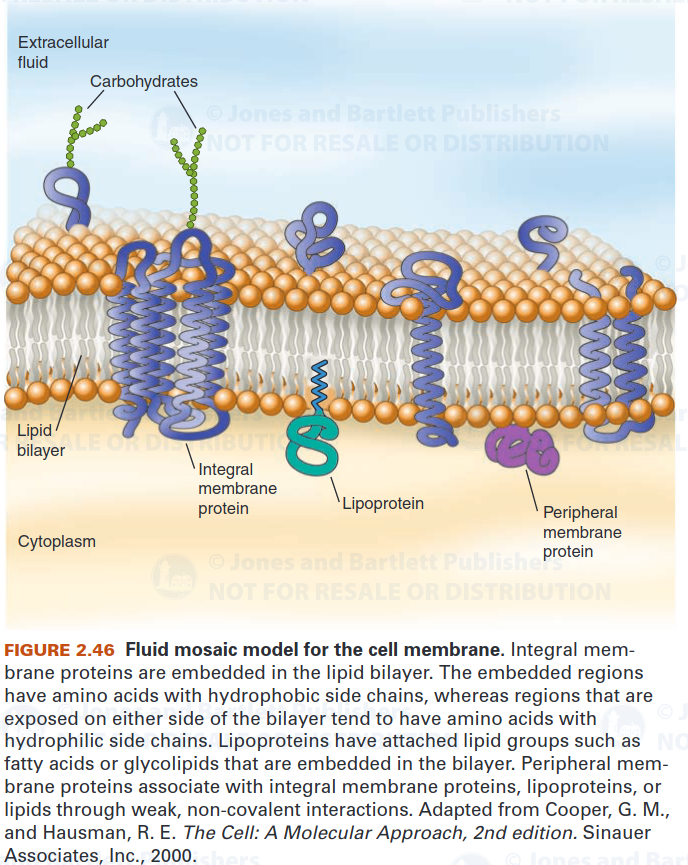 Extracellular
fluid
Carbohydrates
© Jones and Bartlett Publishers
NOT FOR RESALE OR DISTRIBUTION
Lipid
bilayer
Integral
membrane
protein
Lipoprotein
Peripheral
membrane
protein
Cytoplasm
© Jones and Bartlett Publishers
NOT FOR RESALE OR DISTRIBUTION
FIGURE 2.46 Fluid mosaic model for the cell membrane. Integral mem-
brane proteins are embedded in the lipid bilayer. The embedded regions
have amino acids with hydrophobic side chains, whereas regions that are
exposed on either side of the bilayer tend to have amino acids with
hydrophilic side chains. Lipoproteins have attached lipid groups such as
fatty acids or glycolipids that are embedded in the bilayer. Peripheral mem-
brane proteins associate with integral membrane proteins, lipoproteins, or
lipids through weak, non-covalent interactions. Adapted from Cooper, G. M.,
and Hausman, R. E. The Cell: A Molecular Approach, 2nd edition. Sinauer
Associates, Inc., 2000.